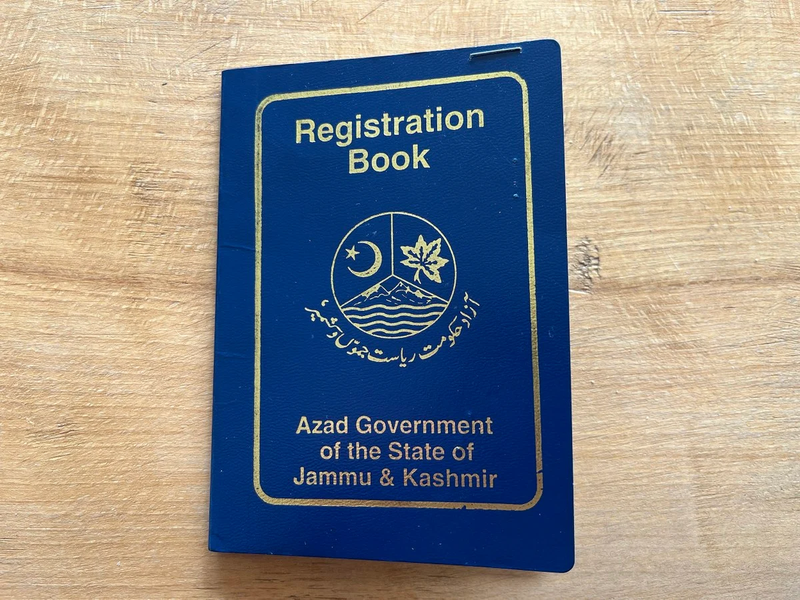 Registration
Book
آزاد حکومت ریاست جموں و کشمیر
Azad Government
of the State of
Jammu & Kashmir